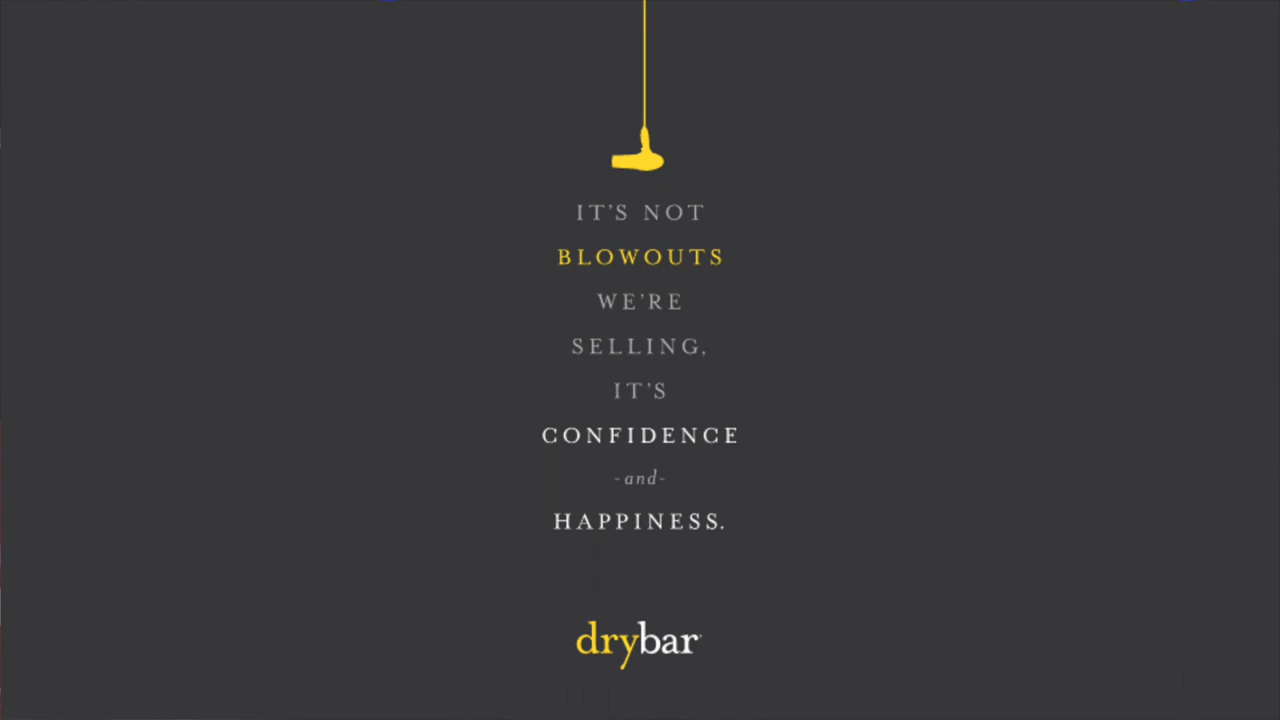 IT'S NOT
BLOWOUTS
WE'RE
SELLING,
IT'S
CONFIDENCE
-and-
HAPPINESS.
drybar